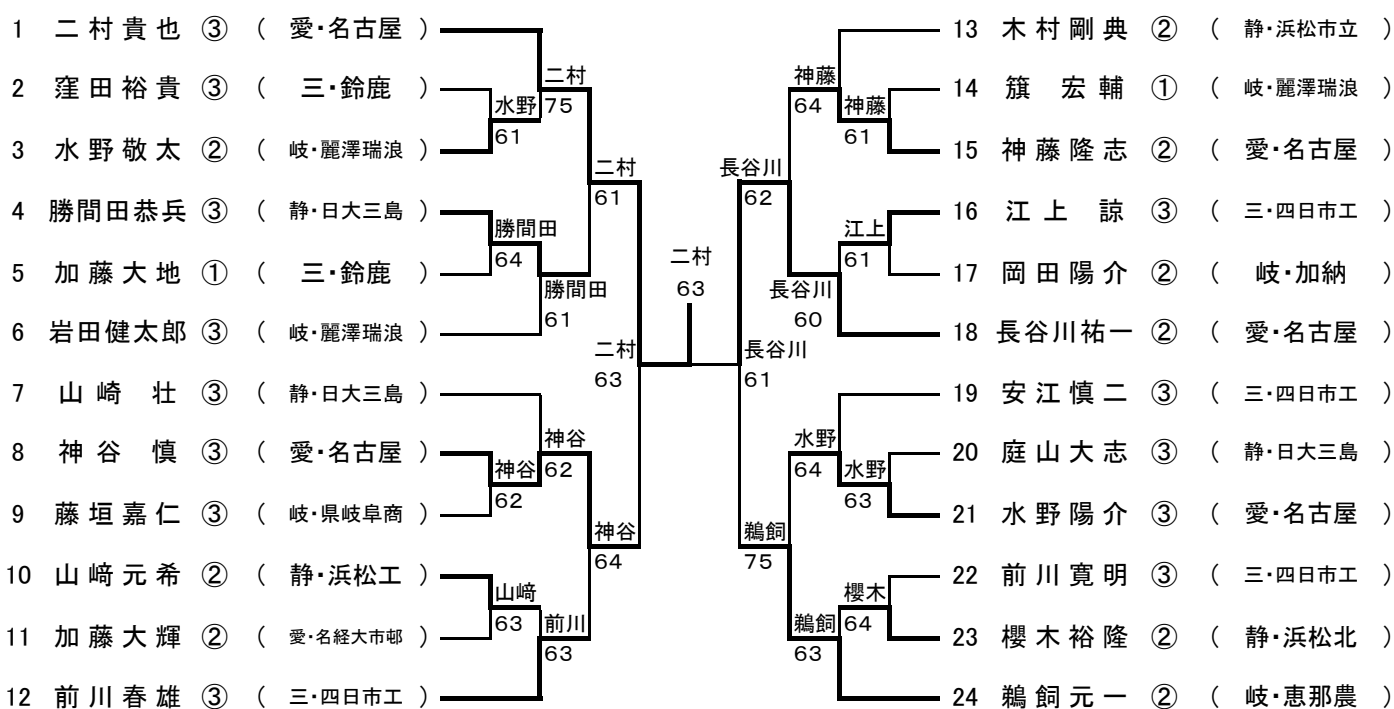 1 二村貴也 ③ ( 愛・名古屋 )
2 窪田裕貴 ③ ( 三・鈴鹿 )
3 水野敬太 ② ( 岐・麗澤瑞浪 )
4 勝間田恭兵 ③ ( 静・日大三島 )
5 加藤大地 ① ( 三・鈴鹿 )
6 岩田健太郎 ③ ( 岐・麗澤瑞浪 )
7 山崎 壮 ③ ( 静・日大三島 )
8 神谷 慎 ③ ( 愛・名古屋 )
9 藤垣嘉仁 ③ ( 岐・県岐阜商 )
10 山﨑元希 ② ( 静・浜松工 )
11 加藤大輝 ② ( 愛・名経大市邨 )
12 前川春雄 ③ ( 三・四日市工 )
水野
61
勝間田
64
神谷
62
山﨑
63
二村
75
勝間田
61
神谷
62
前川
63
二村
61
神谷
64
二村
63
二村
63
長谷川
61
長谷川
62
鵜飼
75
神藤
64
長谷川
60
水野
64
鵜飼
63
神藤
61
江上
61
水野
63
櫻木
64
13 木村剛典 ② ( 静・浜松市立 )
14 籏 宏輔 ① ( 岐・麗澤瑞浪 )
15 神藤隆志 ② ( 愛・名古屋 )
16 江上 諒 ③ ( 三・四日市工 )
17 岡田陽介 ② ( 岐・加納 )
18 長谷川祐一 ② ( 愛・名古屋 )
19 安江慎二 ③ ( 三・四日市工 )
20 庭山大志 ③ ( 静・日大三島 )
21 水野陽介 ③ ( 愛・名古屋 )
22 前川寛明 ③ ( 三・四日市工 )
23 櫻木裕隆 ② ( 静・浜松北 )
24 鵜飼元一 ② ( 岐・恵那農 )